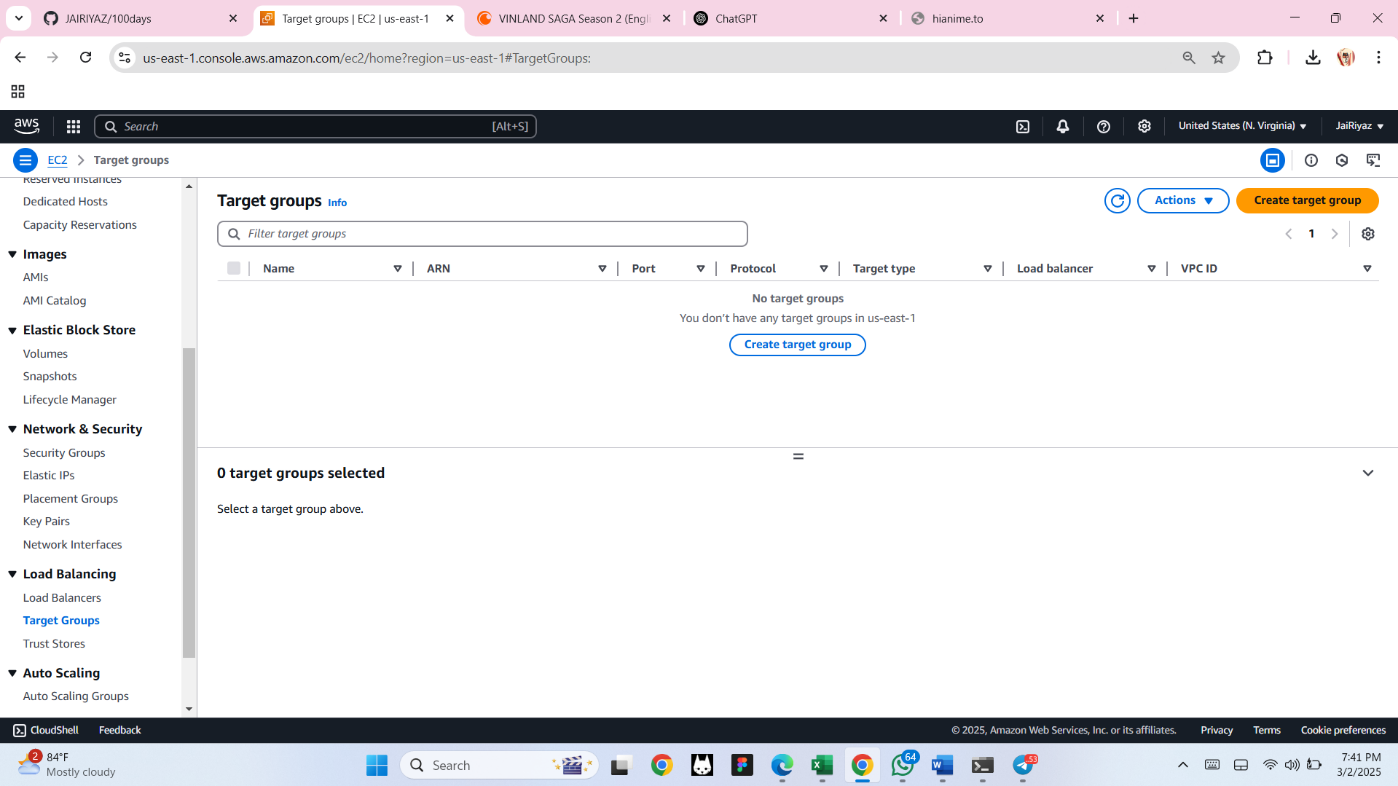 JAIRIYAZ/100days
Target groups | EC2 | us-east-1
VINLAND SAGA Season 2 (Engli
ChatGPT
hianime.to
us-east-1.console.aws.amazon.com/ec2/home?region=us-east-1#TargetGroups:
aws
Search
[Alt+S]
United States (N. Virginia)
JaiRiyaz
EC2
Target groups
Reserved Instances
Dedicated Hosts
Capacity Reservations
Images
AMIs
AMI Catalog
Elastic Block Store
Volumes
Snapshots
Lifecycle Manager
Network & Security
Security Groups
Elastic IPs
Placement Groups
Key Pairs
Network Interfaces
Load Balancing
Load Balancers
Target Groups
Trust Stores
Auto Scaling
Auto Scaling Groups
Target groups Info
Actions
Create target group
Filter target groups
1
Name
ARN
Port
Protocol
Target type
Load balancer
VPC ID
No target groups
You don't have any target groups in us-east-1
Create target group
0 target groups selected
Select a target group above.
CloudShell
Feedback
© 2025, Amazon Web Services, Inc. or its affiliates.
Privacy
Terms
Cookie preferences
2
84°F
Mostly cloudy
Search
64
53
7:41 PM
3/2/2025